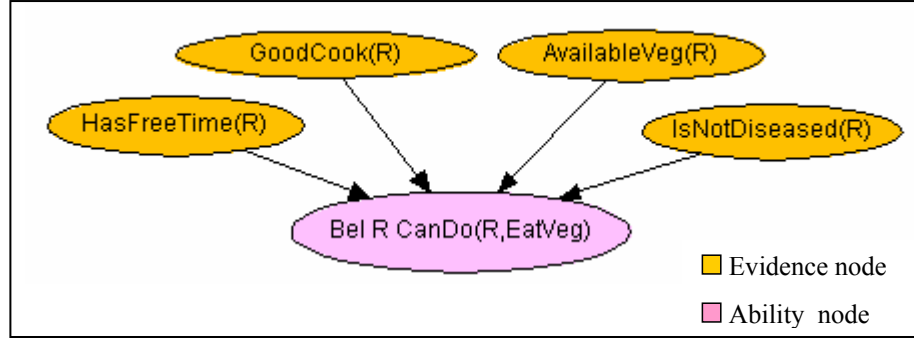 GoodCook(R)
AvailableVeg(R)
HasFreeTime(R)
IsNotDiseased(R)
Bel R CanDo(R,EatVeg)
Evidence node
Ability node